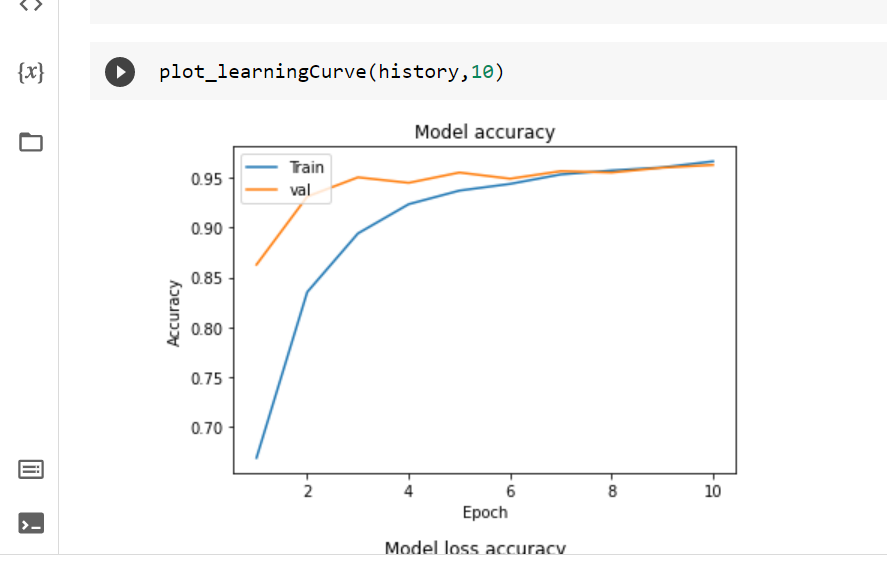 {x}
plot_learningCurve(history,10)
Model accuracy
Train
val
0.95
0.90
0.85
0.80
0.75
0.70
Accuracy
2 4 6 8 10
Epoch
Model loss accuracy